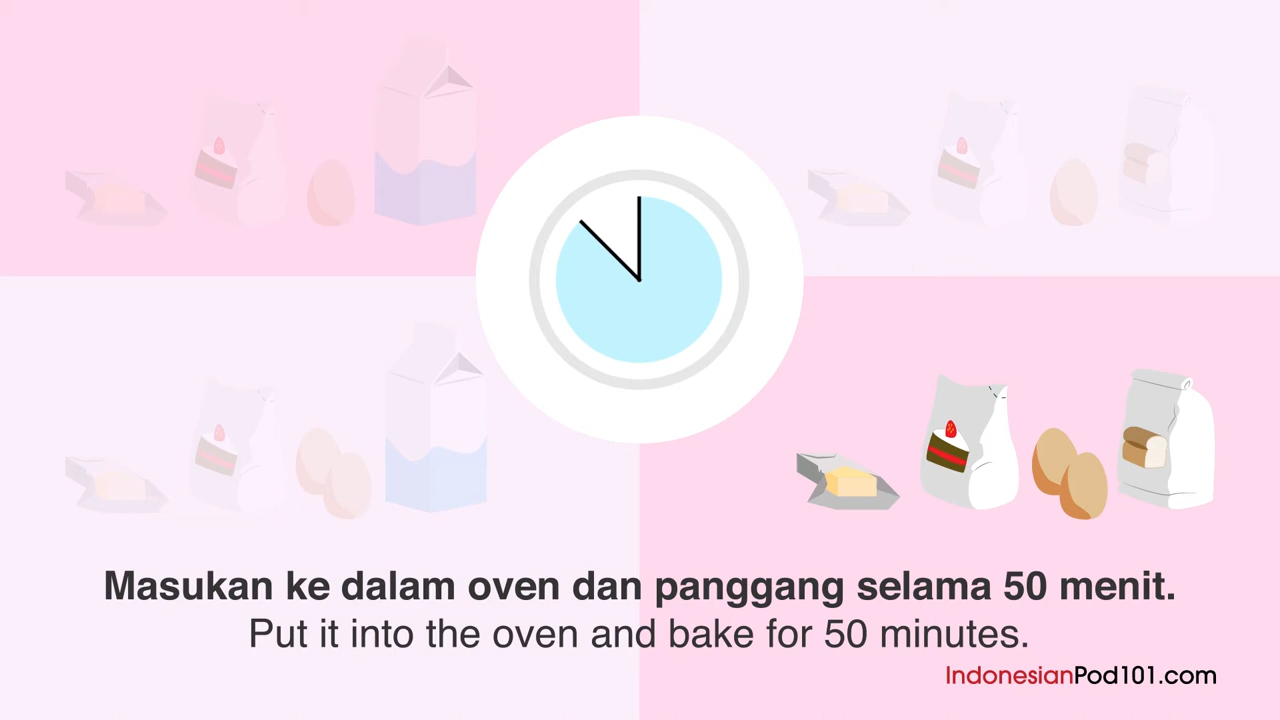 Masukan ke dalam oven dan panggang selama 50 menit.
Put it into the oven and bake for 50 minutes.
IndonesianPod101.com